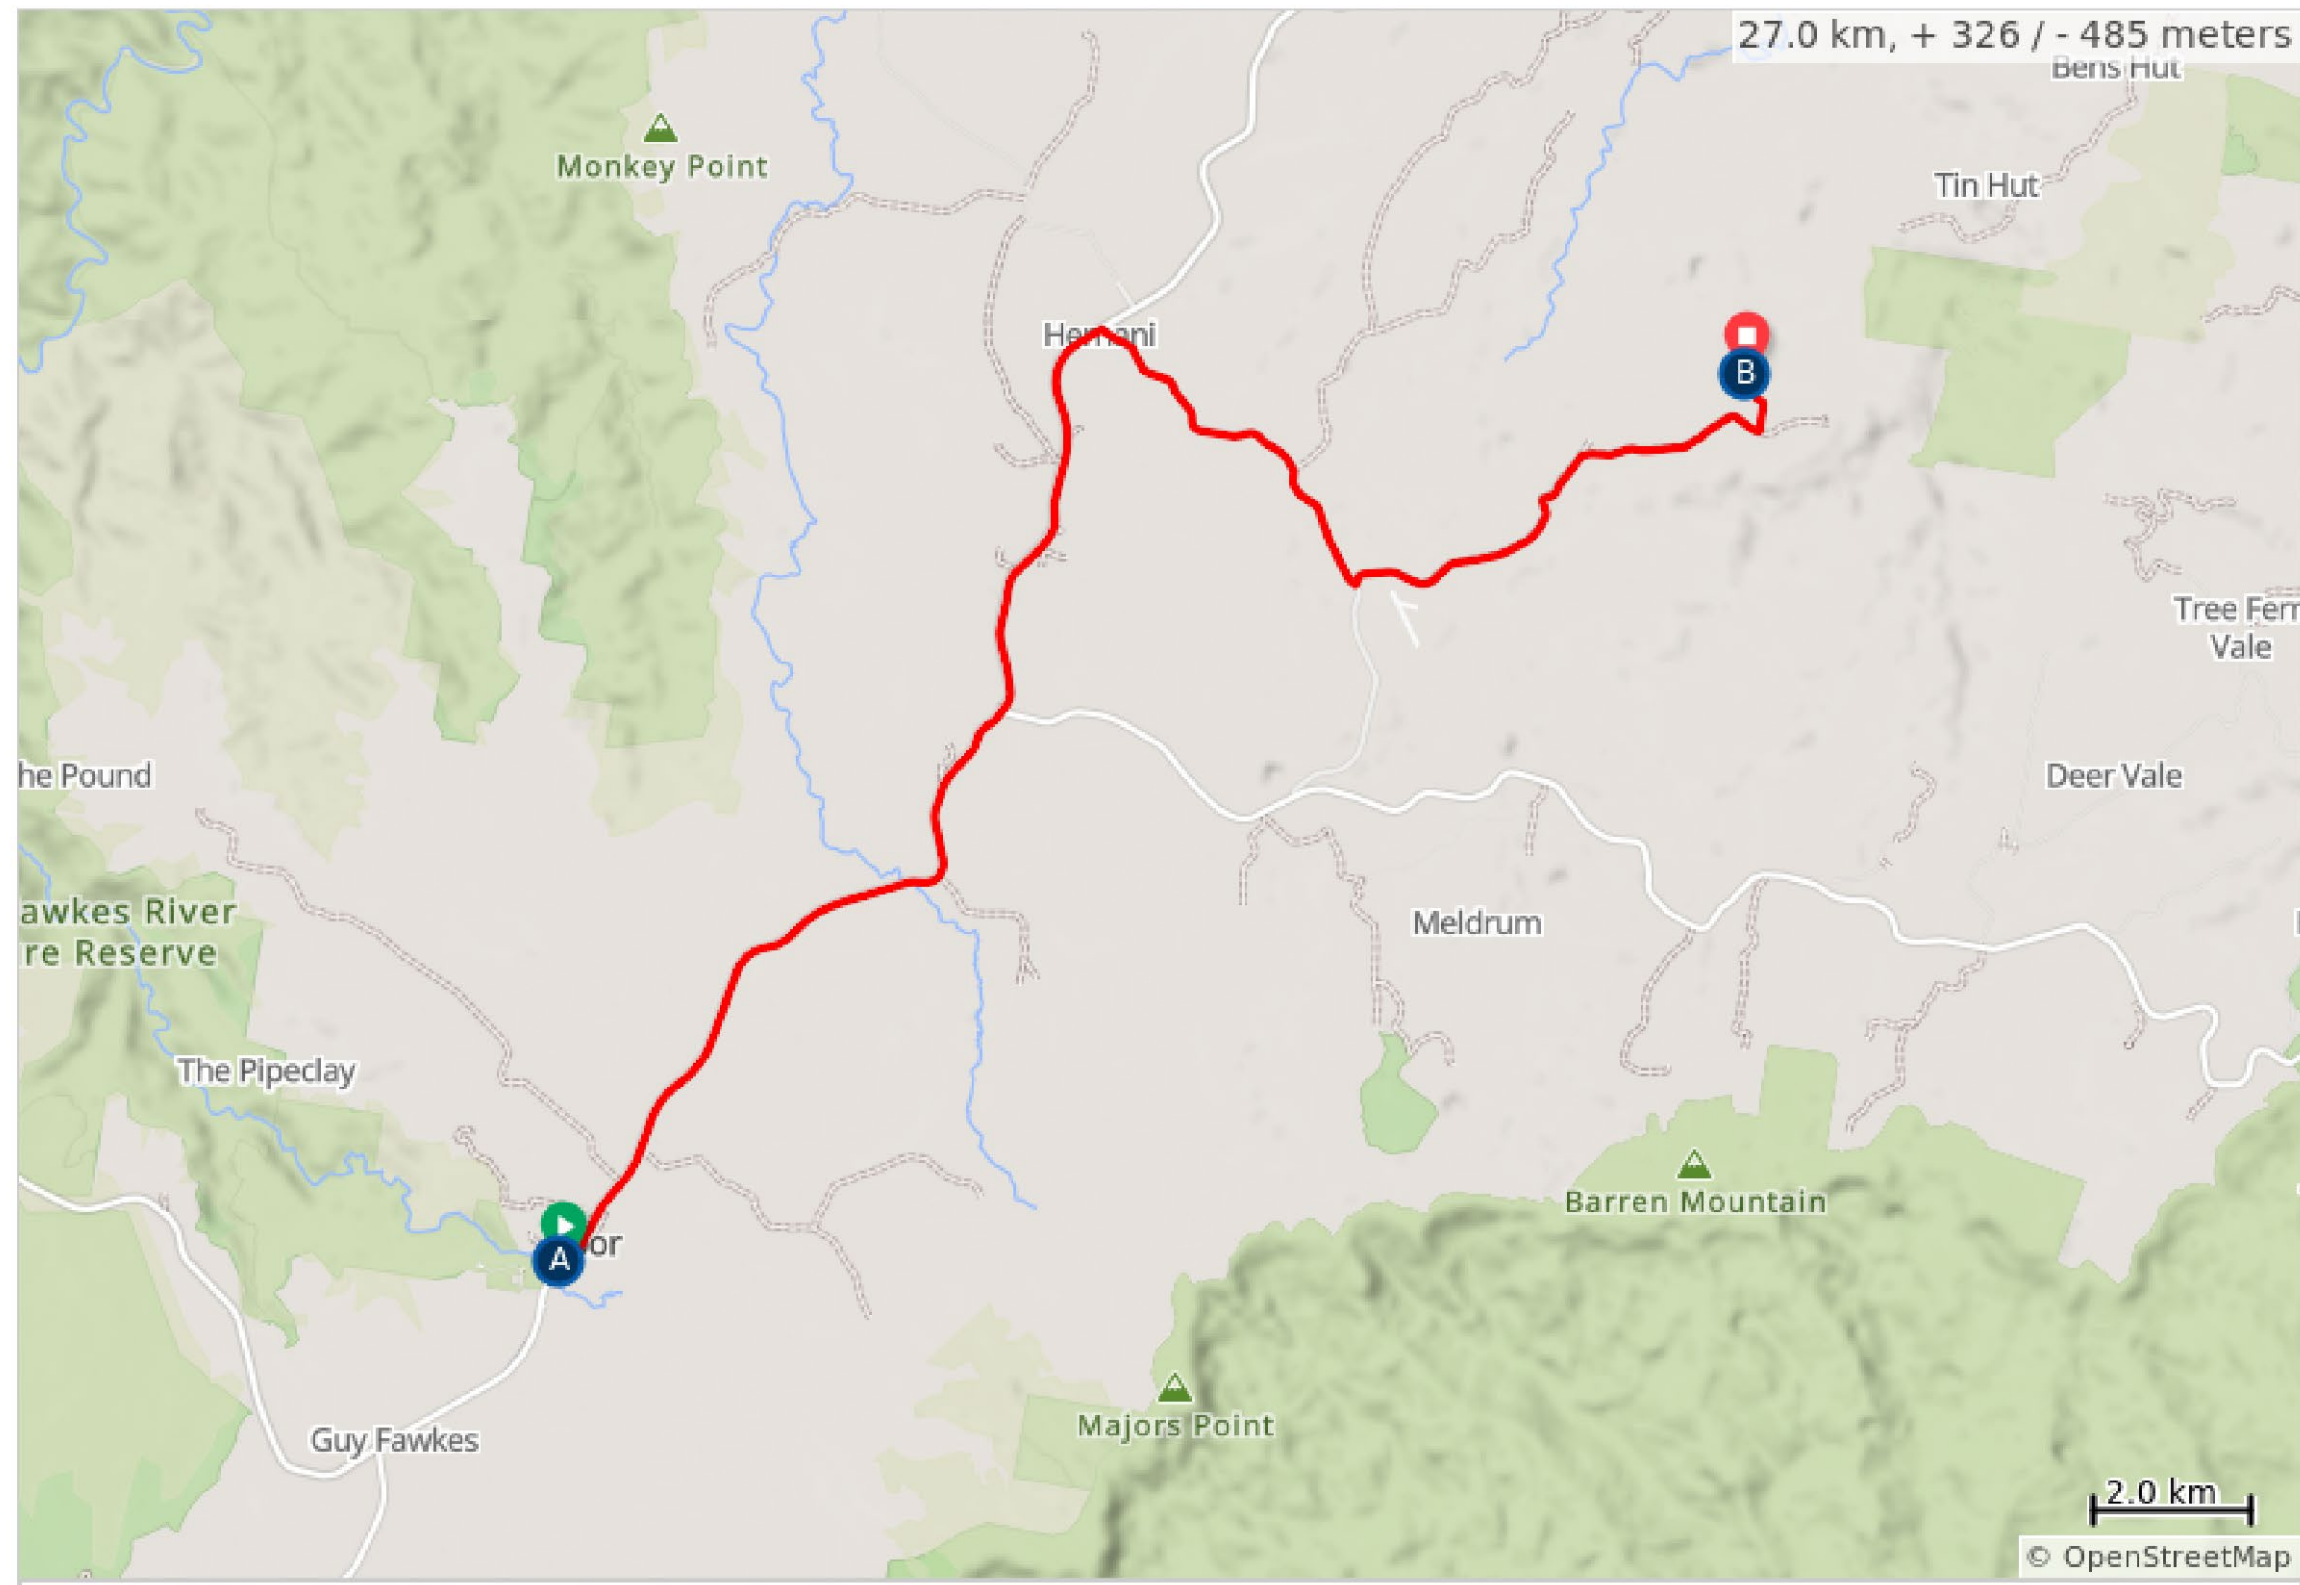 27.0 km, + 326 / - 485 meters
Bens Hut
Monkey Point
Tin Hut
B
Tree Fern
Vale
he Pound
Deer Vale
awkes River
re Reserve
Meldrum
The Pipeclay
Barren Mountain
or
A
Majors Point
Guy Fawkes
2.0 km
© OpenStreetMap